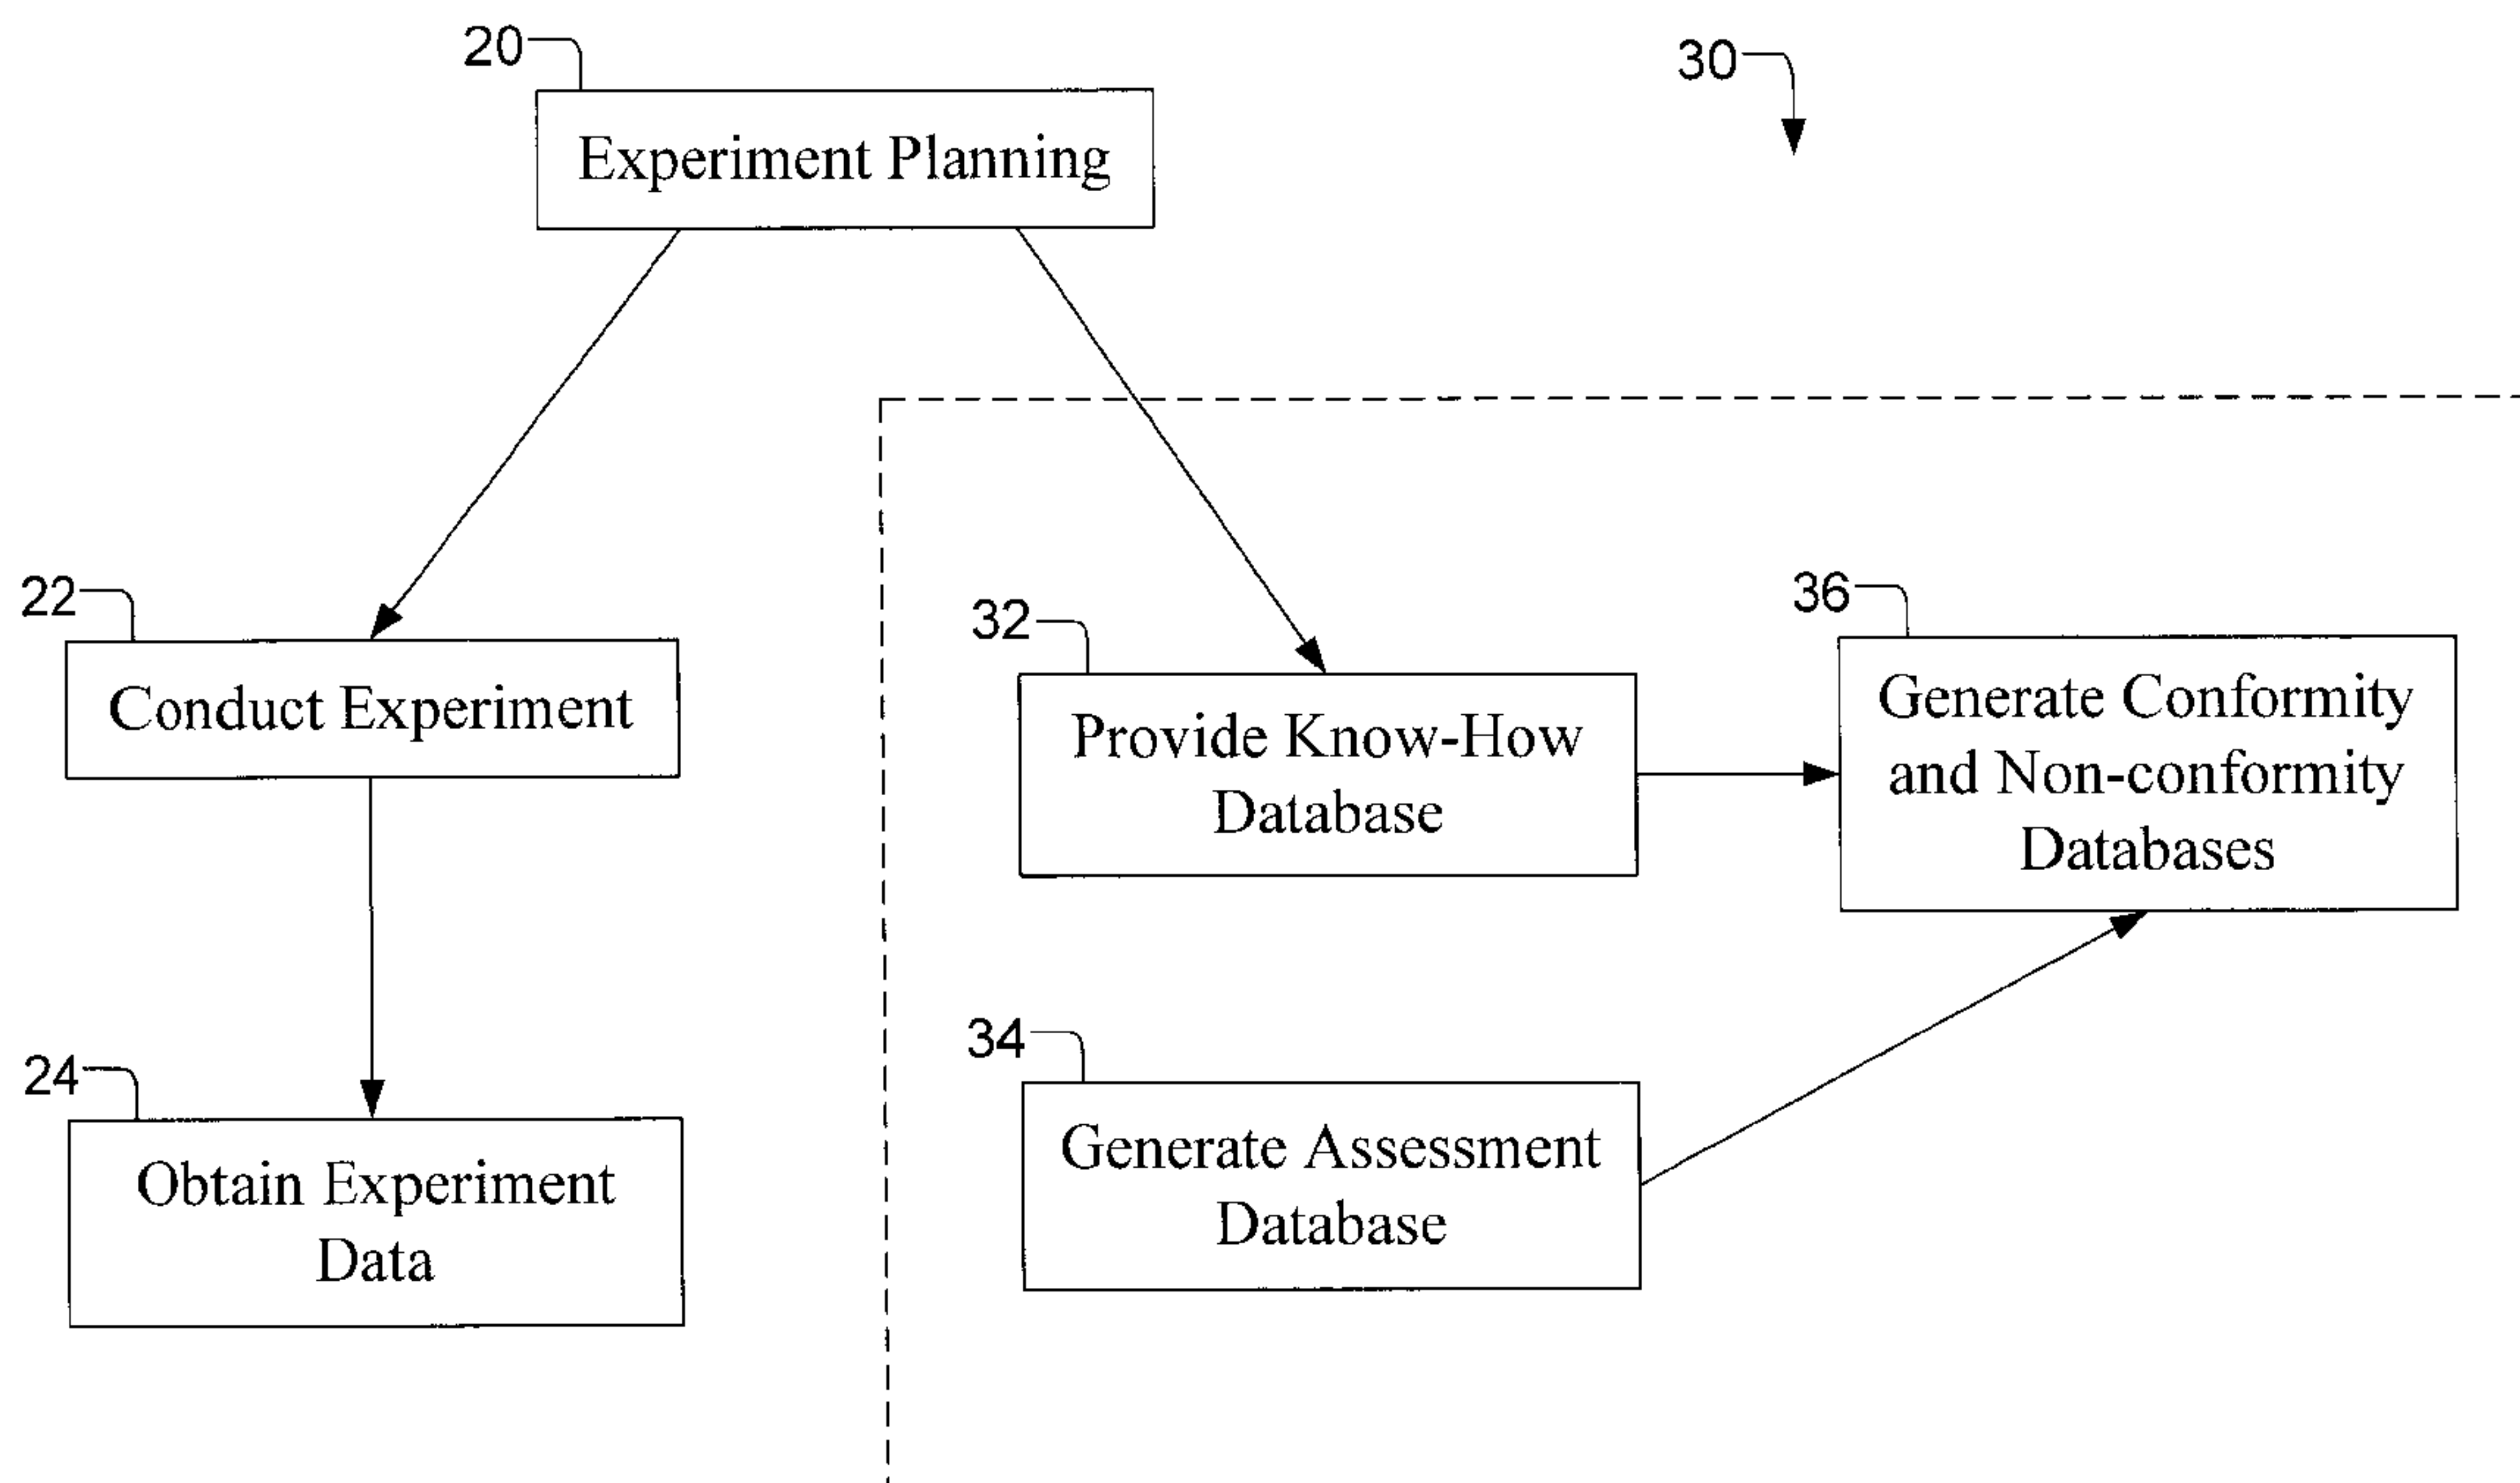 20
30
Experiment Planning
22
32
36
Conduct Experiment
Provide Know-How
Database
Generate Conformity
and Non-conformity
Databases
24
34
Obtain Experiment
Data
Generate Assessment
Database